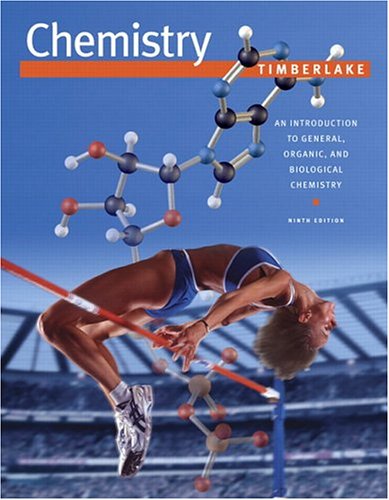 Chemistry
TIMBERLAKE
AN INTRODUCTION
TO GENERAL,
ORGANIC, AND
BIOLOGICAL
CHEMISTRY
NINTH EDITION